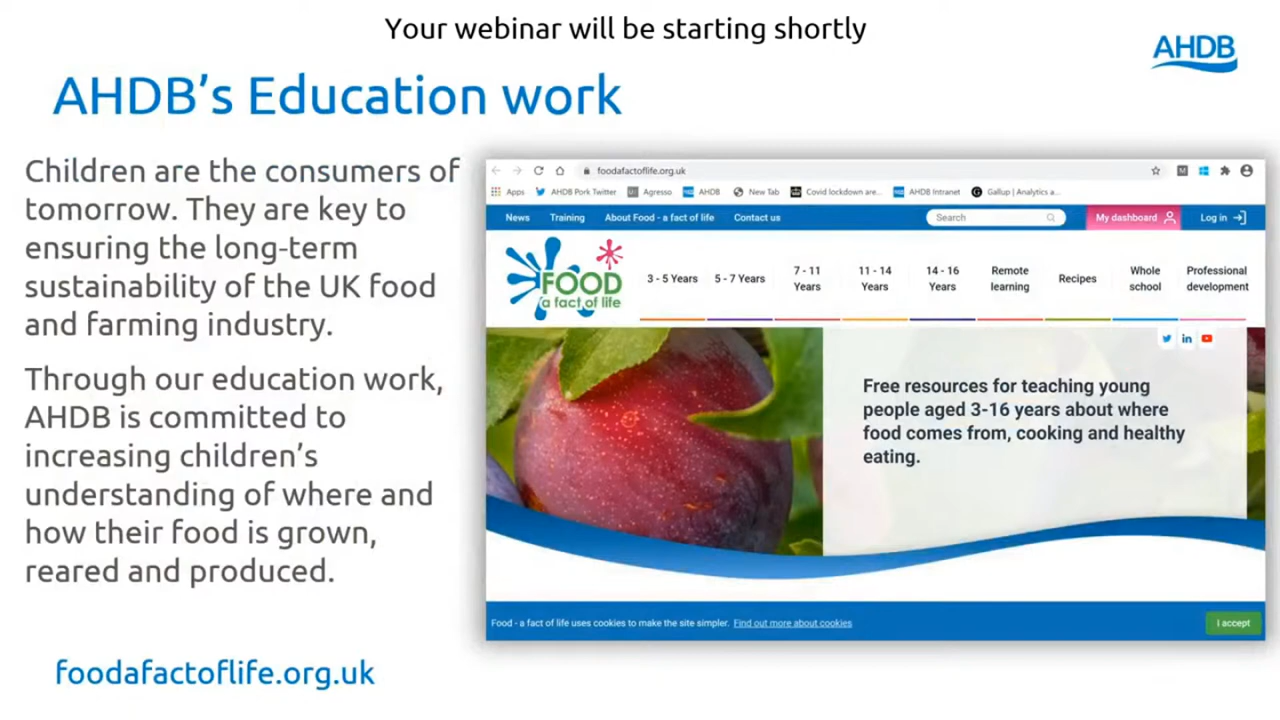 Your webinar will be starting shortly
AHDB
AHDB's Education work
Children are the consumers of
tomorrow. They are key to
ensuring the long-term
sustainability of the UK food
and farming industry.
Through our education work,
AHDB is committed to
increasing children's
understanding of where and
how their food is grown,
reared and produced.
foodafactoflife.org.uk
foodafactoflife.org.uk
Apps AHDB Pork Twitter Agresso AHDB New Tab Covid lockdown are... AHDB Intranet Gallup | Analytics a...
News Training About Food - a fact of life Contact us Search My dashboard Log in
FOOD
a fact of life
3 - 5 Years 5 - 7 Years 7 - 11 Years 11 - 14 Years 14 - 16 Years Remote learning Recipes Whole school Professional development
Free resources for teaching young
people aged 3-16 years about where
food comes from, cooking and healthy
eating.
Food - a fact of life uses cookies to make the site simpler. Find out more about cookies I accept